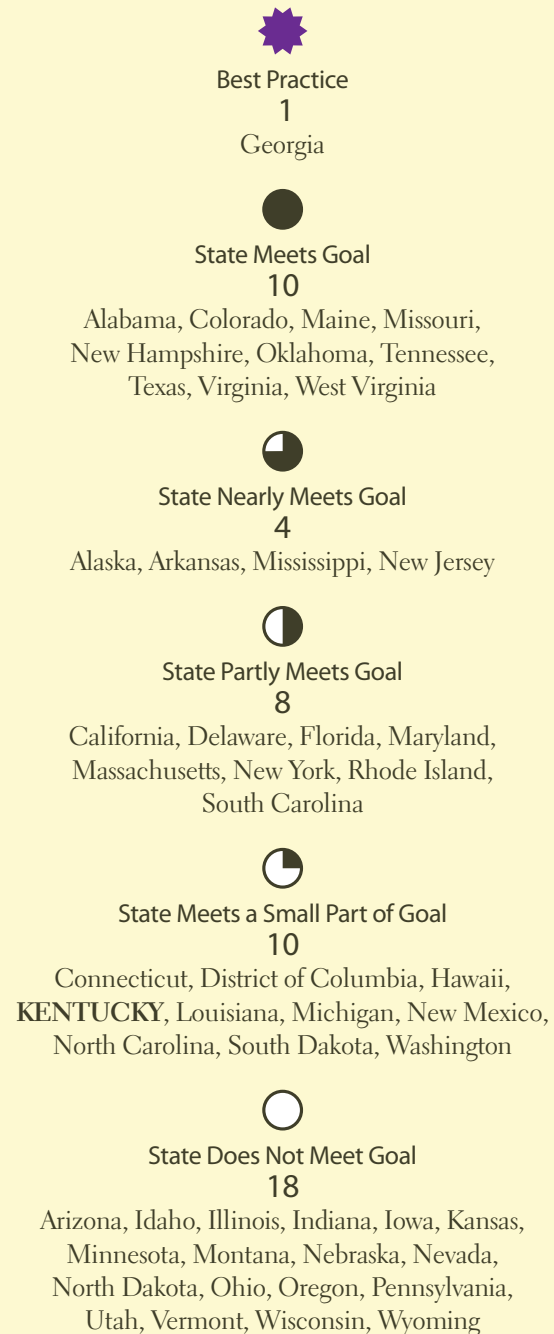 Best Practice
1
Georgia
State Meets Goal
10
Alabama, Colorado, Maine, Missouri,
New Hampshire, Oklahoma, Tennessee,
Texas, Virginia, West Virginia
State Nearly Meets Goal
4
Alaska, Arkansas, Mississippi, New Jersey
State Partly Meets Goal
8
California, Delaware, Florida, Maryland,
Massachusetts, New York, Rhode Island,
South Carolina
State Meets a Small Part of Goal
10
Connecticut, District of Columbia, Hawaii,
KENTUCKY, Louisiana, Michigan, New Mexico,
North Carolina, South Dakota, Washington
State Does Not Meet Goal
18
Arizona, Idaho, Illinois, Indiana, Iowa, Kansas,
Minnesota, Montana, Nebraska, Nevada,
North Dakota, Ohio, Oregon, Pennsylvania,
Utah, Vermont, Wisconsin, Wyoming